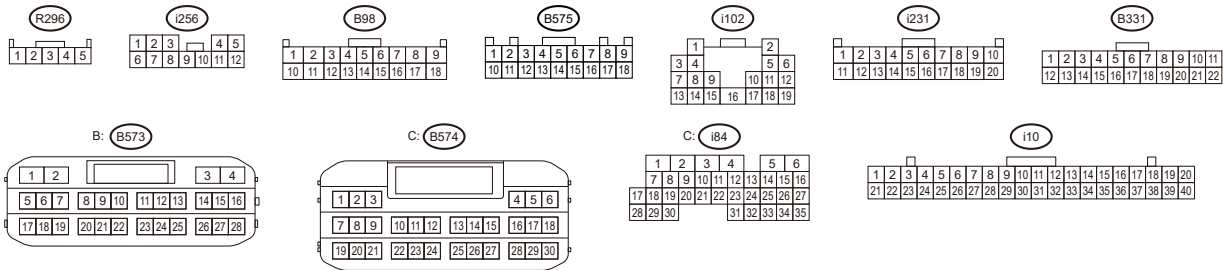 R296 i256 B98 B575 i102 i231 B331
1 2 3 4 5
1 2 3 4 5
6 7 8 9 10 11 12
1 2 3 4 5 6 7 8 9
10 11 12 13 14 15 16 17 18
1 2 3 4 5 6 7 8 9
10 11 12 13 14 15 16 17 18
1 2
3 4 5 6
7 8 9 10 11 12
13 14 15 16 17 18 19
1 2 3 4 5 6 7 8 9 10
11 12 13 14 15 16 17 18 19 20
1 2 3 4 5 6 7 8 9 10 11
12 13 14 15 16 17 18 19 20 21 22
B: B573 C: B574 C: i84 i10
1 2 3 4
5 6 7 8 9 10 11 12 13 14 15 16
17 18 19 20 21 22 23 24 25 26 27 28
1 2 3 4 5 6
7 8 9 10 11 12 13 14 15 16 17 18
19 20 21 22 23 24 25 26 27 28 29 30
1 2 3 4 5 6
7 8 9 10 11 12 13 14 15 16
17 18 19 20 21 22 23 24 25 26 27
28 29 30 31 32 33 34 35
1 2 3 4 5 6 7 8 9 10 11 12 13 14 15 16 17 18 19 20
21 22 23 24 25 26 27 28 29 30 31 32 33 34 35 36 37 38 39 40